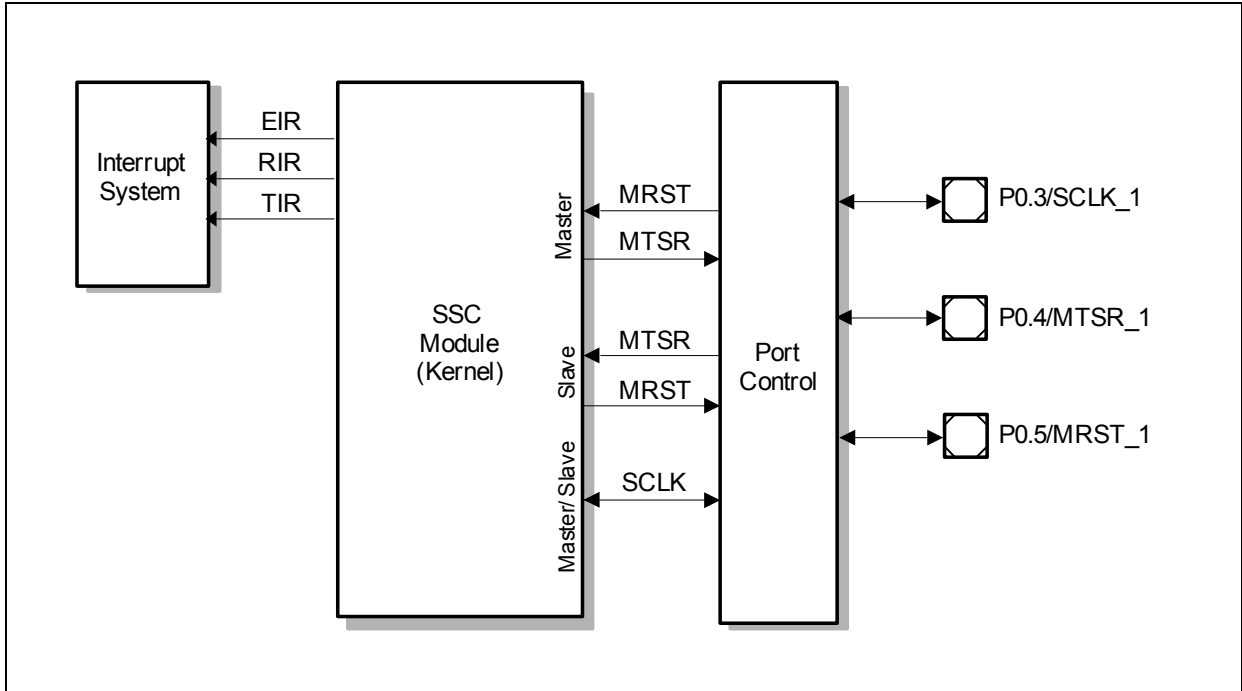 Interrupt
System
EIR
RIR
TIR
SSC
Module
(Kernel)
Master
Slave
Master/ Slave
MRST
MTSR
MTSR
MRST
SCLK
Port
Control
P0.3/SCLK_1
P0.4/MTSR_1
P0.5/MRST_1